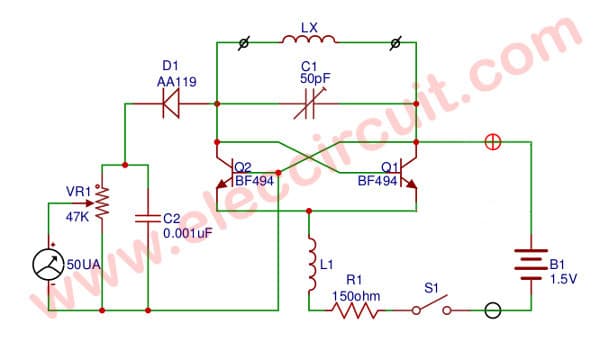 LX
D1
AA119
C1
50pF
Q2
BF494
Q1
BF494
VR1
47K
C2
0.001uF
50UA
+
-
L1
R1
150ohm
S1
B1
1.5V
www.eleccircuit.com